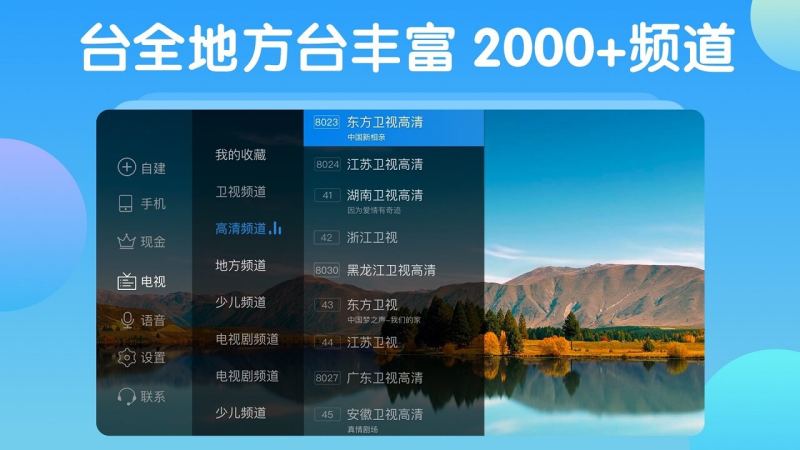 台全地方台丰富 2000+频道
自建
手机
现金
电视
语音
设置
联系
我的收藏
卫视频道
高清频道
地方频道
少儿频道
电视剧频道
电视剧频道
少儿频道
8023 东方卫视高清
中国新相亲
8024 江苏卫视高清
41 湖南卫视高清
因为爱情有奇迹
42 浙江卫视
8030 黑龙江卫视高清
43 东方卫视
中国梦之声-我们的家
44 江苏卫视
8027 广东卫视高清
45 安徽卫视高清
真情剧场